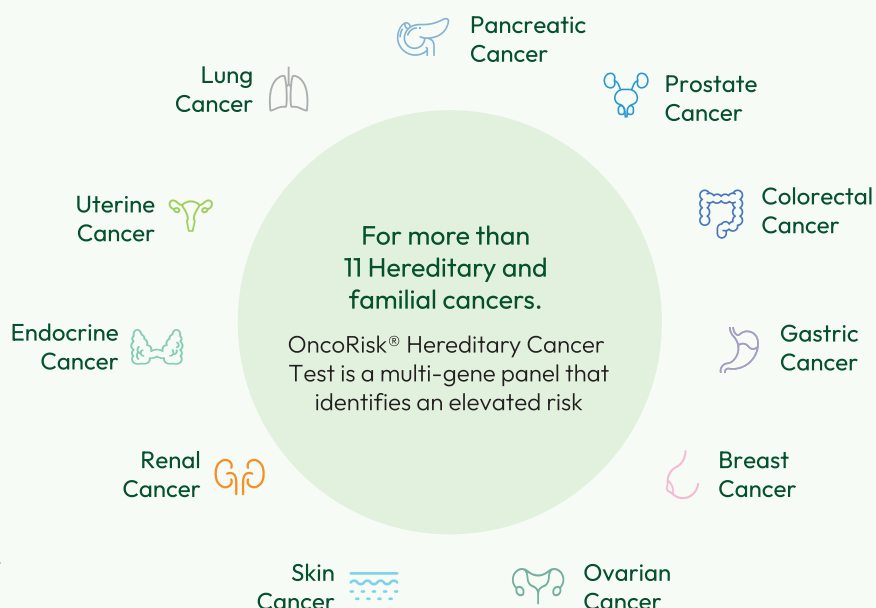 Pancreatic
Cancer
Prostate
Cancer
Colorectal
Cancer
Gastric
Cancer
Breast
Cancer
Ovarian
Cancer
Skin
Cancer
Renal
Cancer
Endocrine
Cancer
Uterine
Cancer
Lung
Cancer
For more than
11 Hereditary and
familial cancers.
OncoRisk® Hereditary Cancer
Test is a multi-gene panel that
identifies an elevated risk